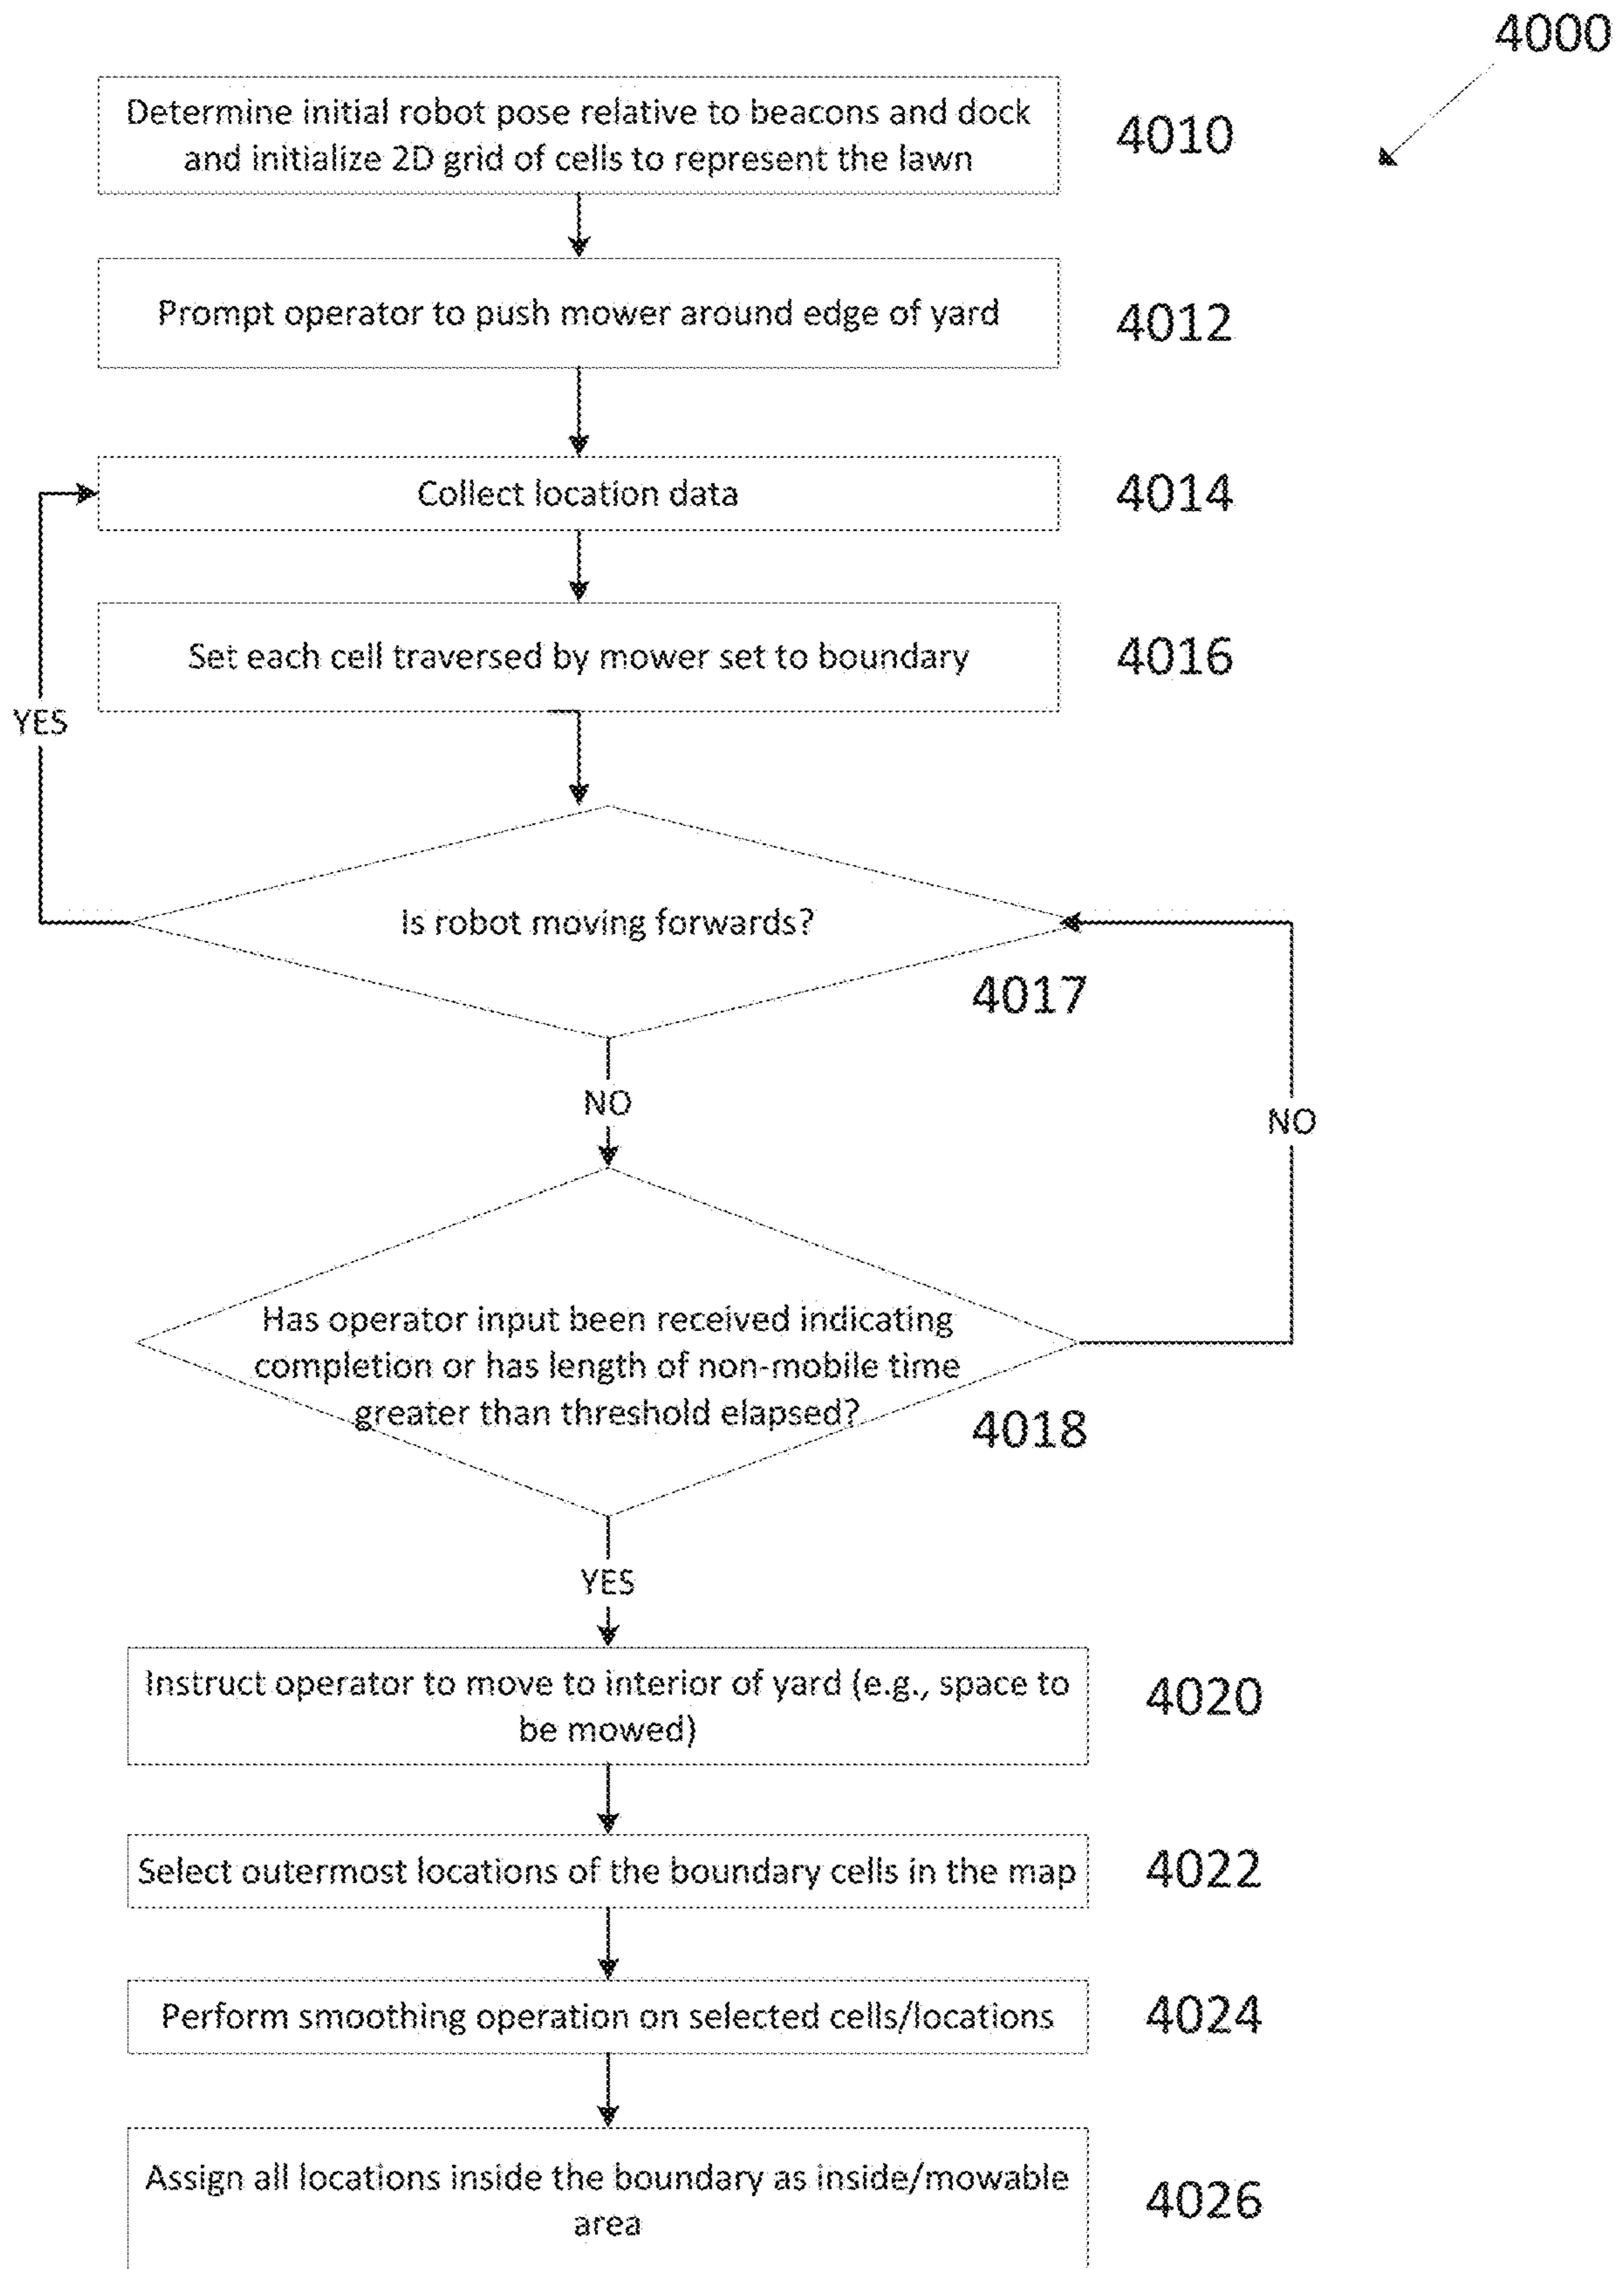 4000
Determine initial robot pose relative to beacons and dock
and initialize 2D grid of cells to represent the lawn
4010
Prompt operator to push mower around edge of yard
4012
Collect location data
4014
Set each cell traversed by mower set to boundary
4016
YES
Is robot moving forwards?
4017
NO
NO
Has operator input been received indicating
completion or has length of non-mobile time
greater than threshold elapsed?
4018
YES
Instruct operator to move to interior of yard (e.g., space to
be mowed)
4020
Select outermost locations of the boundary cells in the map
4022
Perform smoothing operation on selected cells/locations
4024
Assign all locations inside the boundary as inside/mowable
area
4026